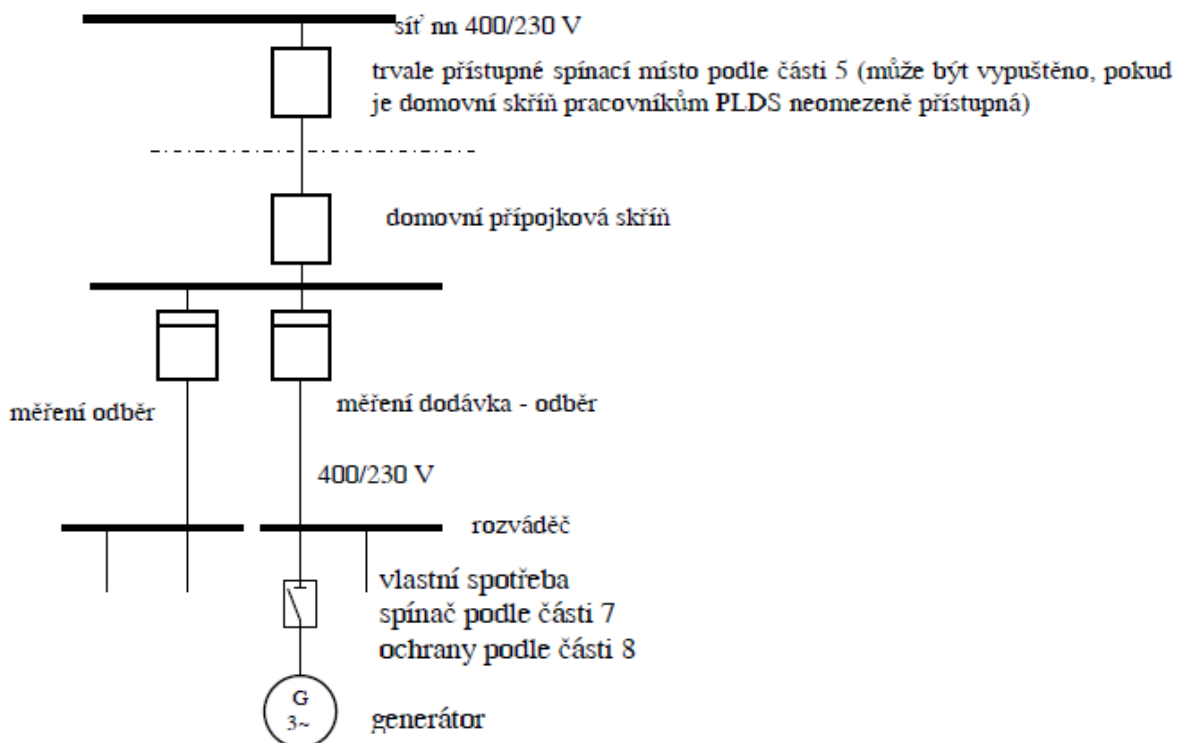 síť nn 400/230 V
trvale přístupné spínací místo podle části 5 (může být vypuštěno, pokud
je domovní skříň pracovníkům PLDS neomezeně přístupná)
domovní přípojková skříň
měření odběr
měření dodávka - odběr
400/230 V
rozváděč
vlastní spotřeba
spínač podle části 7
ochrany podle části 8
G
3~
generátor